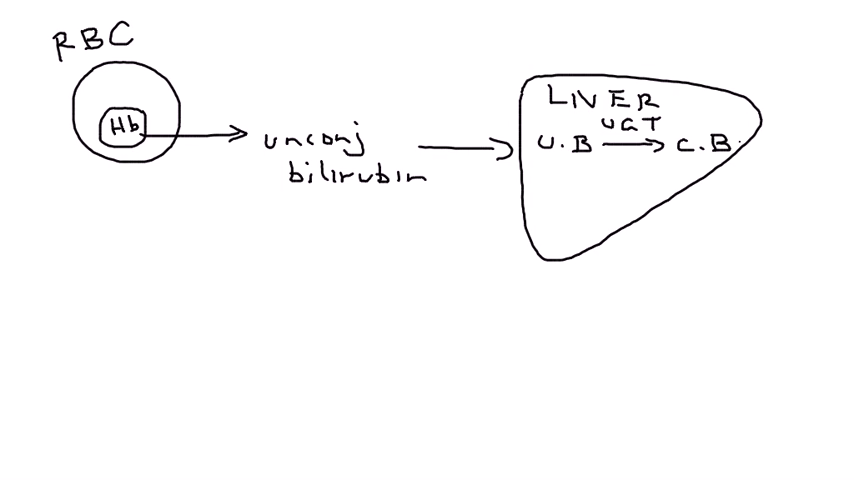 RBC
Hb
unconj
bilirubin
LIVER
UGT
U.B
C.B.